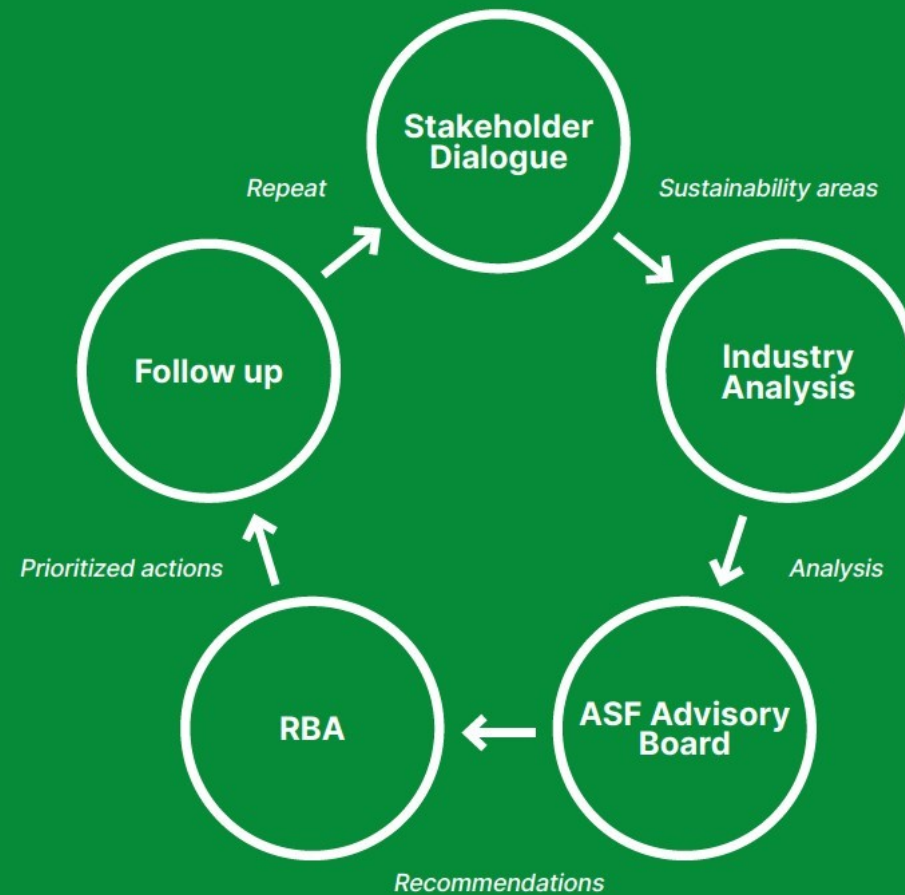 Stakeholder
Dialogue
Repeat
Sustainability areas
Follow up
Industry
Analysis
Prioritized actions
Analysis
RBA
ASF Advisory
Board
Recommendations